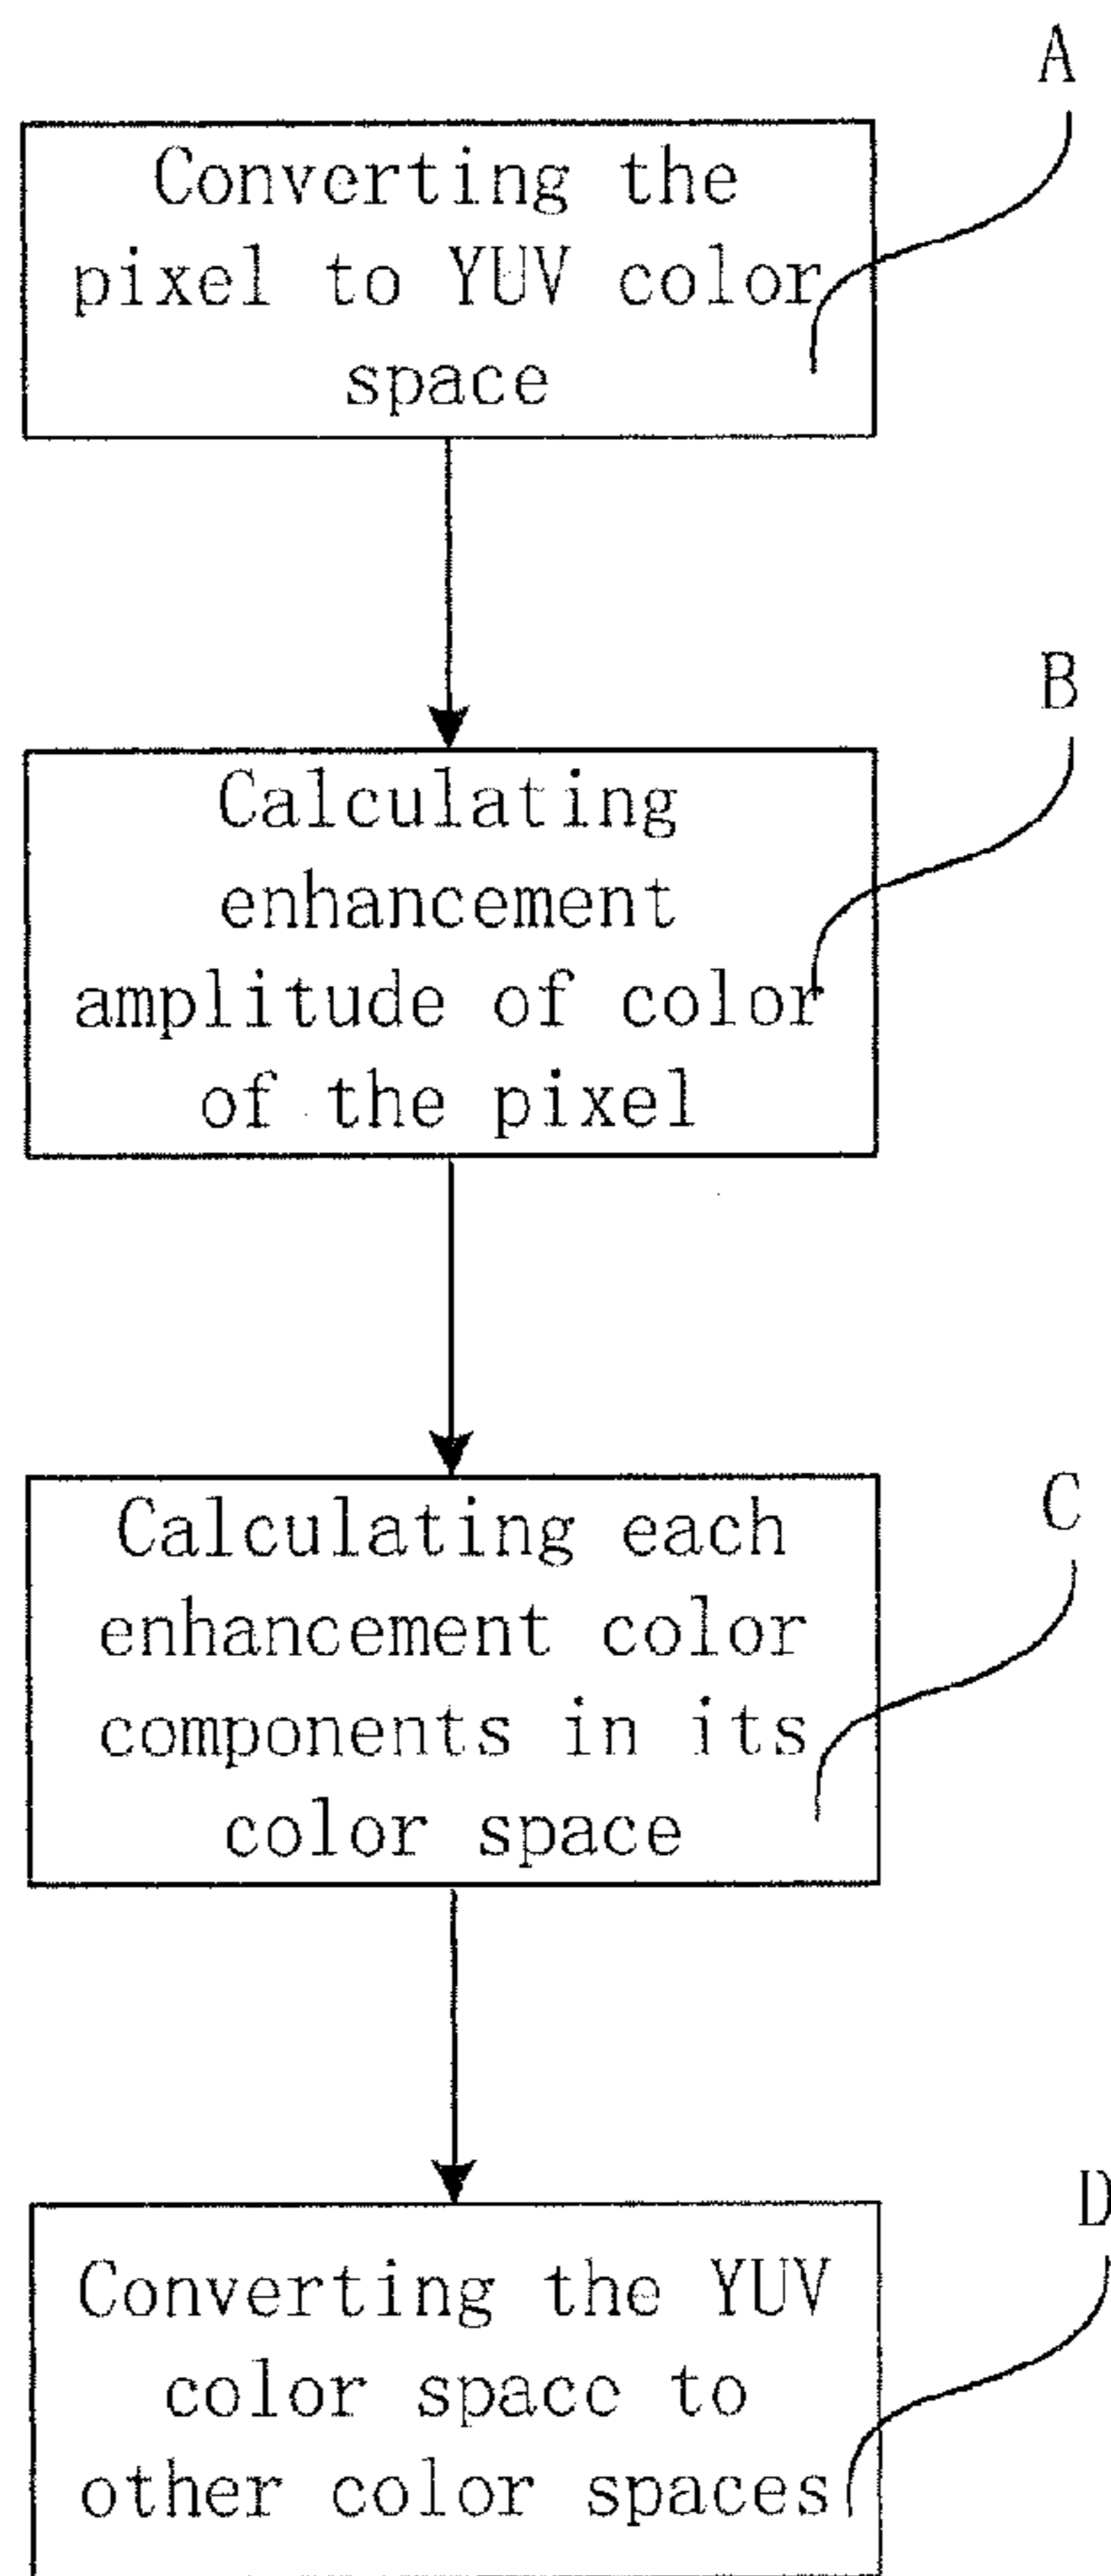 A
Converting the
pixel to YUV color
space
B
Calculating
enhancement
amplitude of color
of the pixel
C
Calculating each
enhancement color
components in its
color space
D
Converting the YUV
color space to
other color spaces